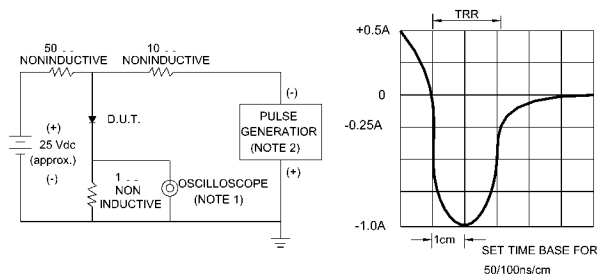 50 - -
NONINDUCTIVE
10 - -
NONINDUCTIVE
(+)
25 Vdc
(approx.)
(-)
D.U.T.
1 - -
NON
INDUCTIVE
OSCILLOSCOPE
(NOTE 1)
(-)
PULSE
GENERATIOR
(NOTE 2)
(+)
TRR
+0.5A
0
-0.25A
-1.0A
1cm
SET TIME BASE FOR
50/100ns/cm